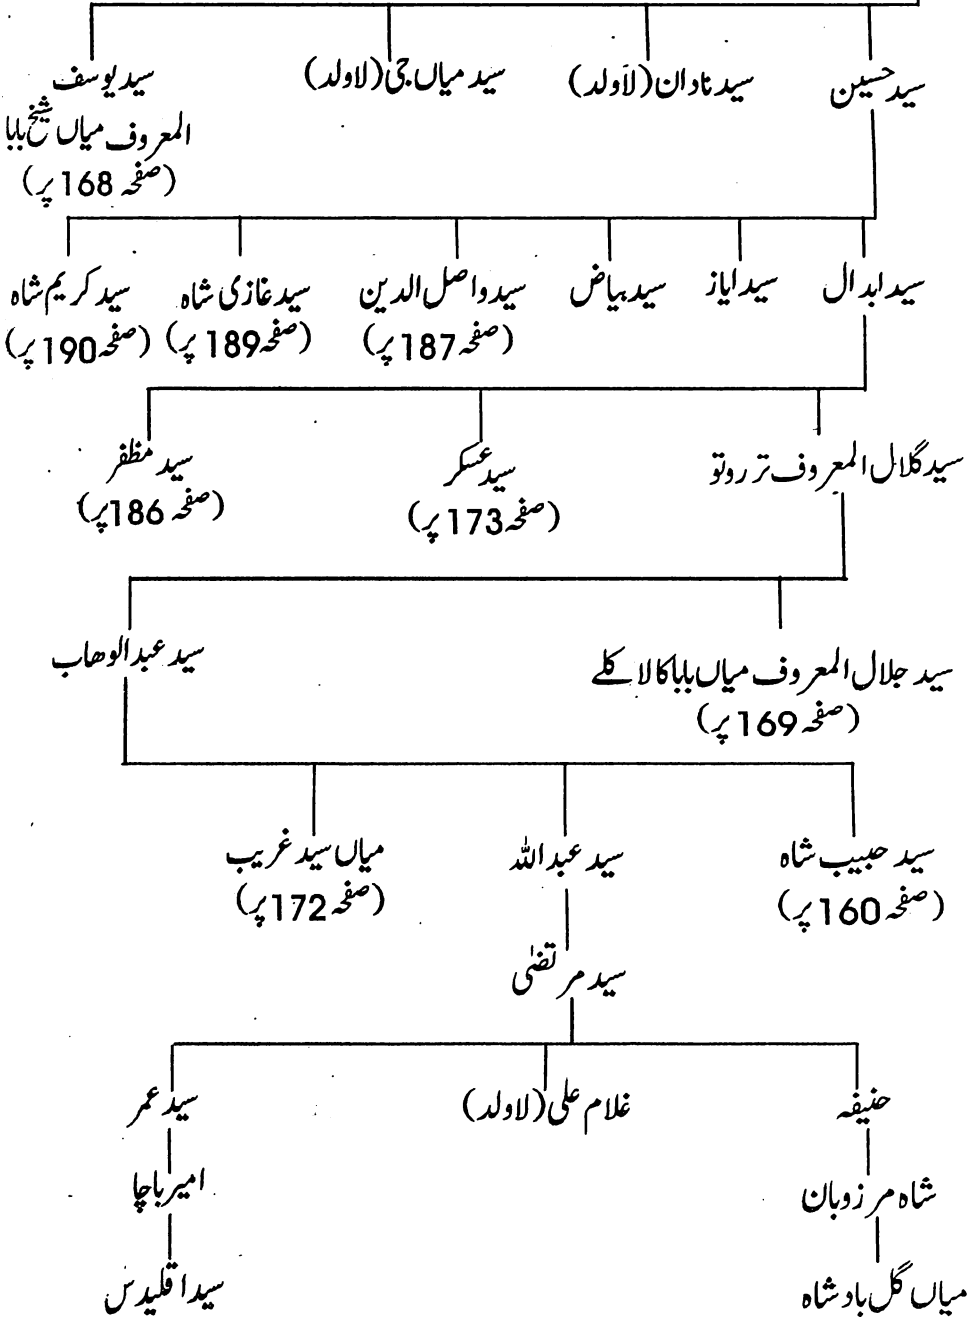 سید حسین
سید نادان (لاولد)
سید میاں جی (لاولد)
سید یوسف
المعروف میاں شیخ بابا
(صفحہ 168 پر)
سید ابدال
سید ایاز
سید بیاض
سید واصل الدین
(صفحہ 187 پر)
سید غازی شاہ
(صفحہ 189 پر)
سید کریم شاہ
(صفحہ 190 پر)
سید گلال المعروف تر روتو
سید عسکر
(صفحہ 173 پر)
سید مظفر
(صفحہ 186 پر)
سید جلال المعروف میاں بابا کالا کلے
(صفحہ 169 پر)
سید عبدالوھاب
سید حبیب شاہ
(صفحہ 160 پر)
سید عبداللہ
میاں سید غریب
(صفحہ 172 پر)
سید مرتضٰی
حنیفہ
غلام علی (لاولد)
سید عمر
شاہ مرزوبان
امیر باچا
میاں گل بادشاہ
سید اقلیدس